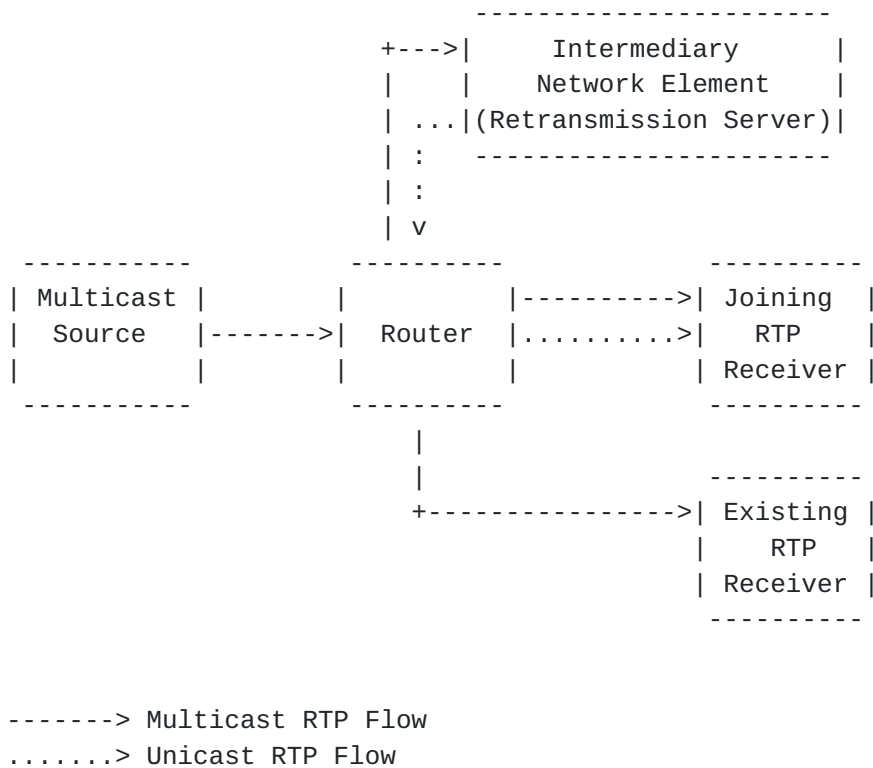 Intermediary
Network Element
(Retransmission Server)
Multicast
Source
Router
Joining
RTP
Receiver
Existing
RTP
Receiver
-------> Multicast RTP Flow
.......> Unicast RTP Flow